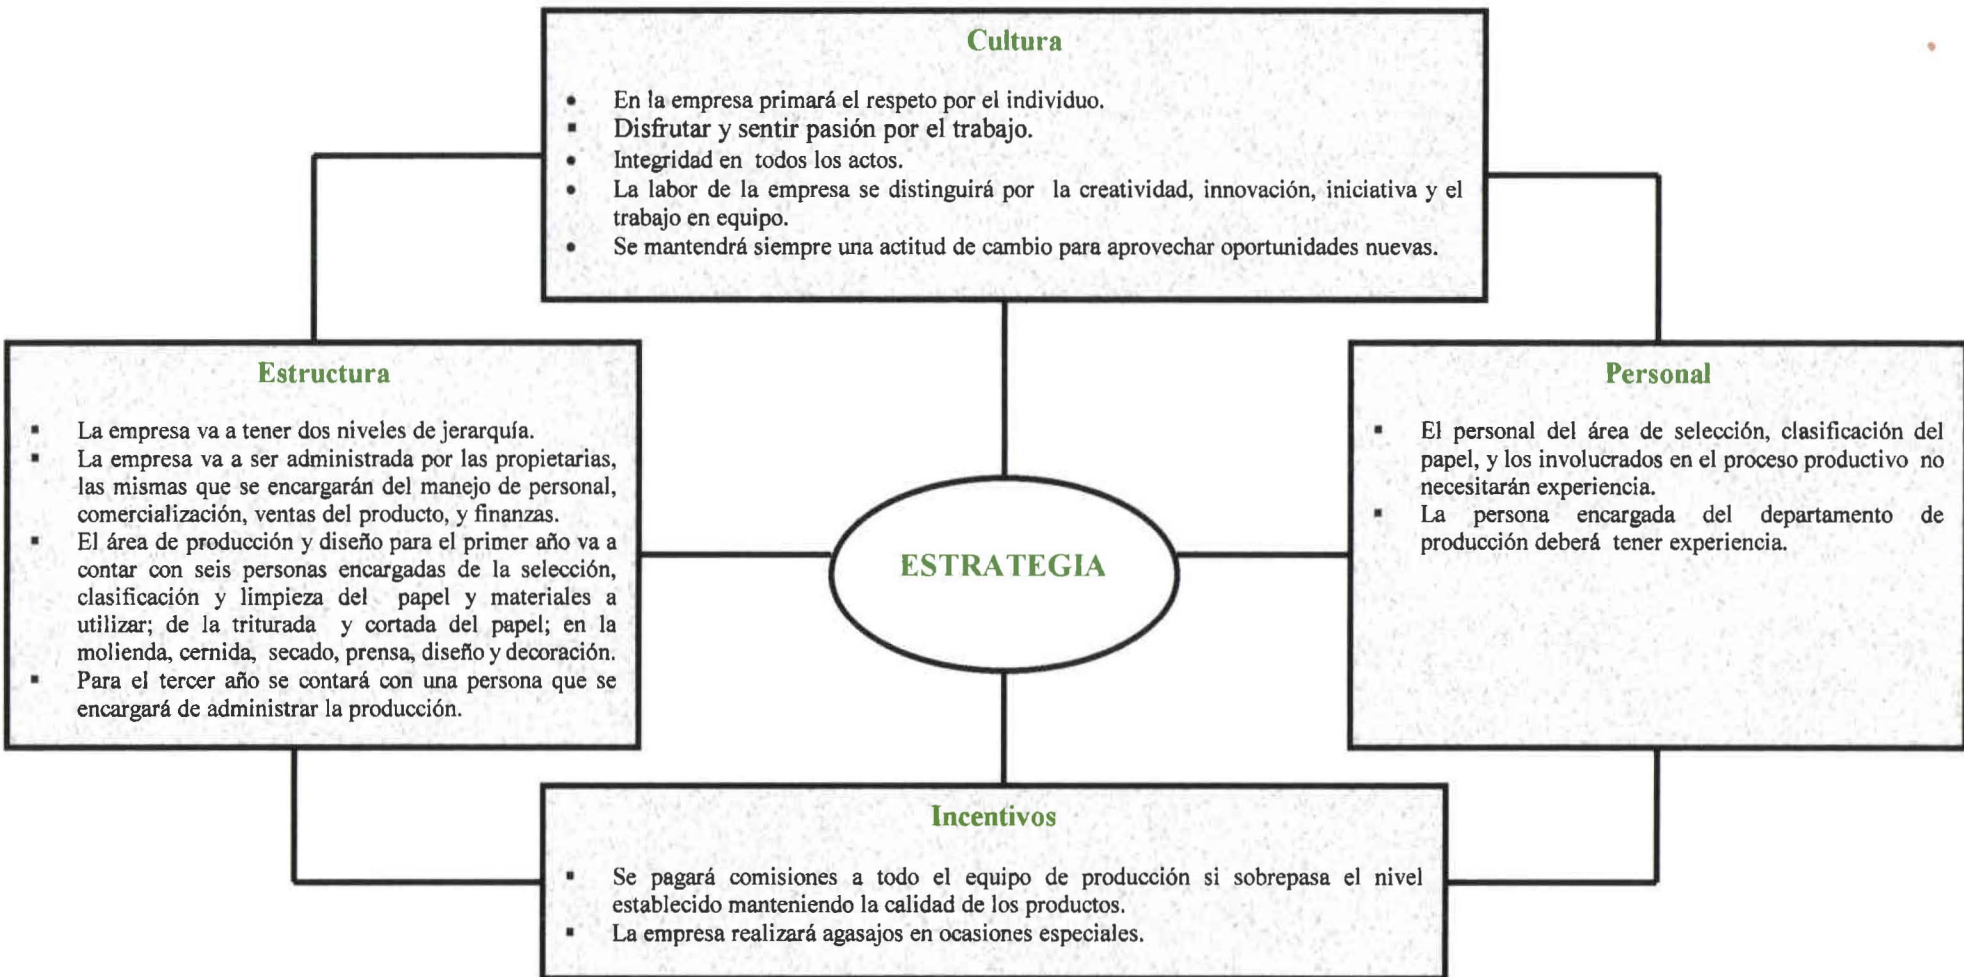 Cultura
En la empresa primará el respeto por el individuo.
Disfrutar y sentir pasión por el trabajo.
Integridad en todos los actos.
La labor de la empresa se distinguirá por la creatividad, innovación, iniciativa y el
trabajo en equipo.
Se mantendrá siempre una actitud de cambio para aprovechar oportunidades nuevas.
Estructura
La empresa va a tener dos niveles de jerarquía.
La empresa va a ser administrada por las propietarias,
las mismas que se encargarán del manejo de personal,
comercialización, ventas del producto, y finanzas.
El área de producción y diseño para el primer año va a
contar con seis personas encargadas de la selección,
clasificación y limpieza del papel y materiales a
utilizar; de la triturada y cortada del papel; en la
molienda, cernida, secado, prensa, diseño y decoración.
Para el tercer año se contará con una persona que se
encargará de administrar la producción.
ESTRATEGIA
Personal
El personal del área de selección, clasificación del
papel, y los involucrados en el proceso productivo no
necesitarán experiencia.
La persona encargada del departamento de
producción deberá tener experiencia.
Incentivos
Se pagará comisiones a todo el equipo de producción si sobrepasa el nivel
establecido manteniendo la calidad de los productos.
La empresa realizará agasajos en ocasiones especiales.